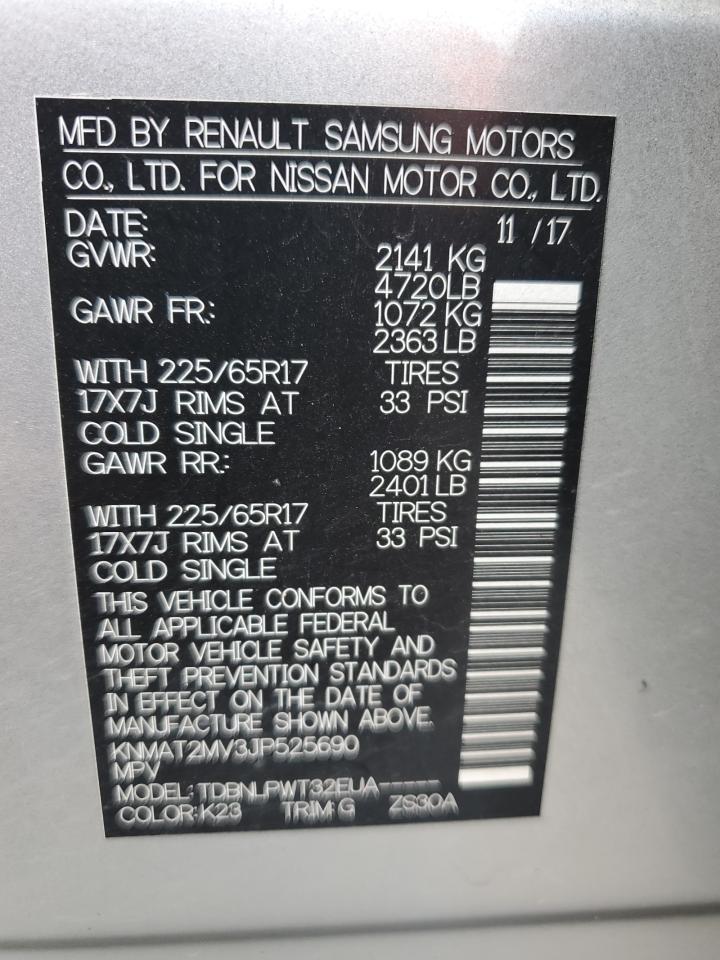 MFD BY RENAULT SAMSUNG MOTORS
CO., LTD. FOR NISSAN MOTOR CO., LTD.
DATE: 11 / 17
GVWR: 2141 KG
4720LB
GAWR FR.: 1072 KG
2363 LB
WITH 225/65R17 TIRES
17X7J RIMS AT 33 PSI
COLD SINGLE
GAWR RR.: 1089 KG
2401 LB
WITH 225/65R17 TIRES
17X7J RIMS AT 33 PSI
COLD SINGLE
THIS VEHICLE CONFORMS TO
ALL APPLICABLE FEDERAL
MOTOR VEHICLE SAFETY AND
THEFT PREVENTION STANDARDS
IN EFFECT ON THE DATE OF
MANUFACTURE SHOWN ABOVE.
KNMAT2MV3JP525690
MPV
MODEL: TDBNLPWT32EUA-----
COLOR: K23 TRIM: G ZS30A